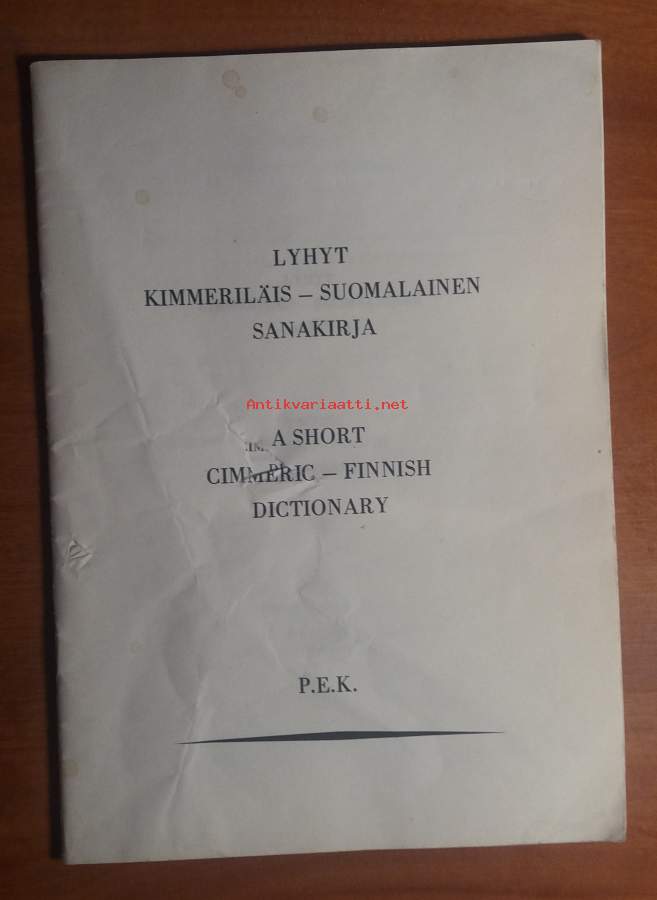 LYHYT
KIMMERILÄIS – SUOMALAINEN
SANAKIRJA
Antikvariaatti.net
A SHORT
CIMMERIC – FINNISH
DICTIONARY
P.E.K.